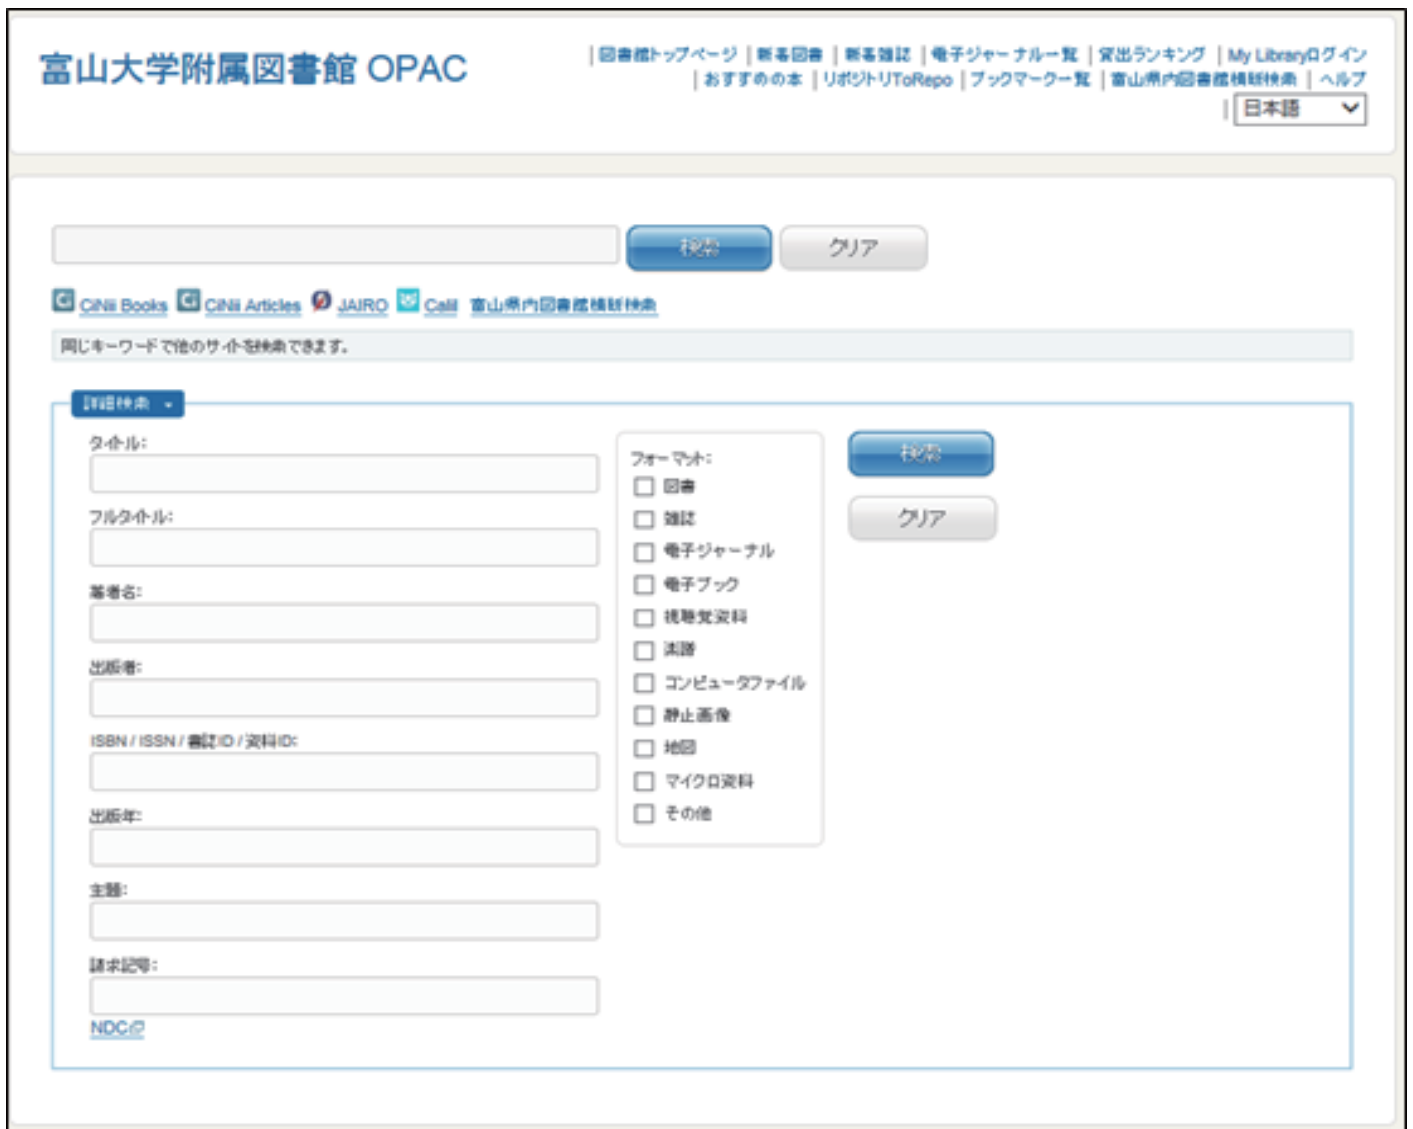 富山大学附属図書館 OPAC
|図書館トップページ |新着図書 |新着雑誌 |電子ジャーナル一覧 |貸出ランキング |My Libraryログイン
|おすすめの本 |リポジトリToRepo |ブックマーク一覧 |富山県内図書館横断検索 |ヘルプ
| 日本語
検索 クリア
CiNii Books CiNii Articles JAIRO Calil 富山県内図書館横断検索
同じキーワードで他のサイトを検索できます。
詳細検索
タイトル:
フルタイトル:
著者名:
出版者:
ISBN / ISSN / 書誌ID / 資料ID:
出版年:
主題:
請求記号:
NDC
フォーマット:
図書
雑誌
電子ジャーナル
電子ブック
視聴覚資料
楽譜
コンピュータファイル
静止画像
地図
マイクロ資料
その他
検索
クリア